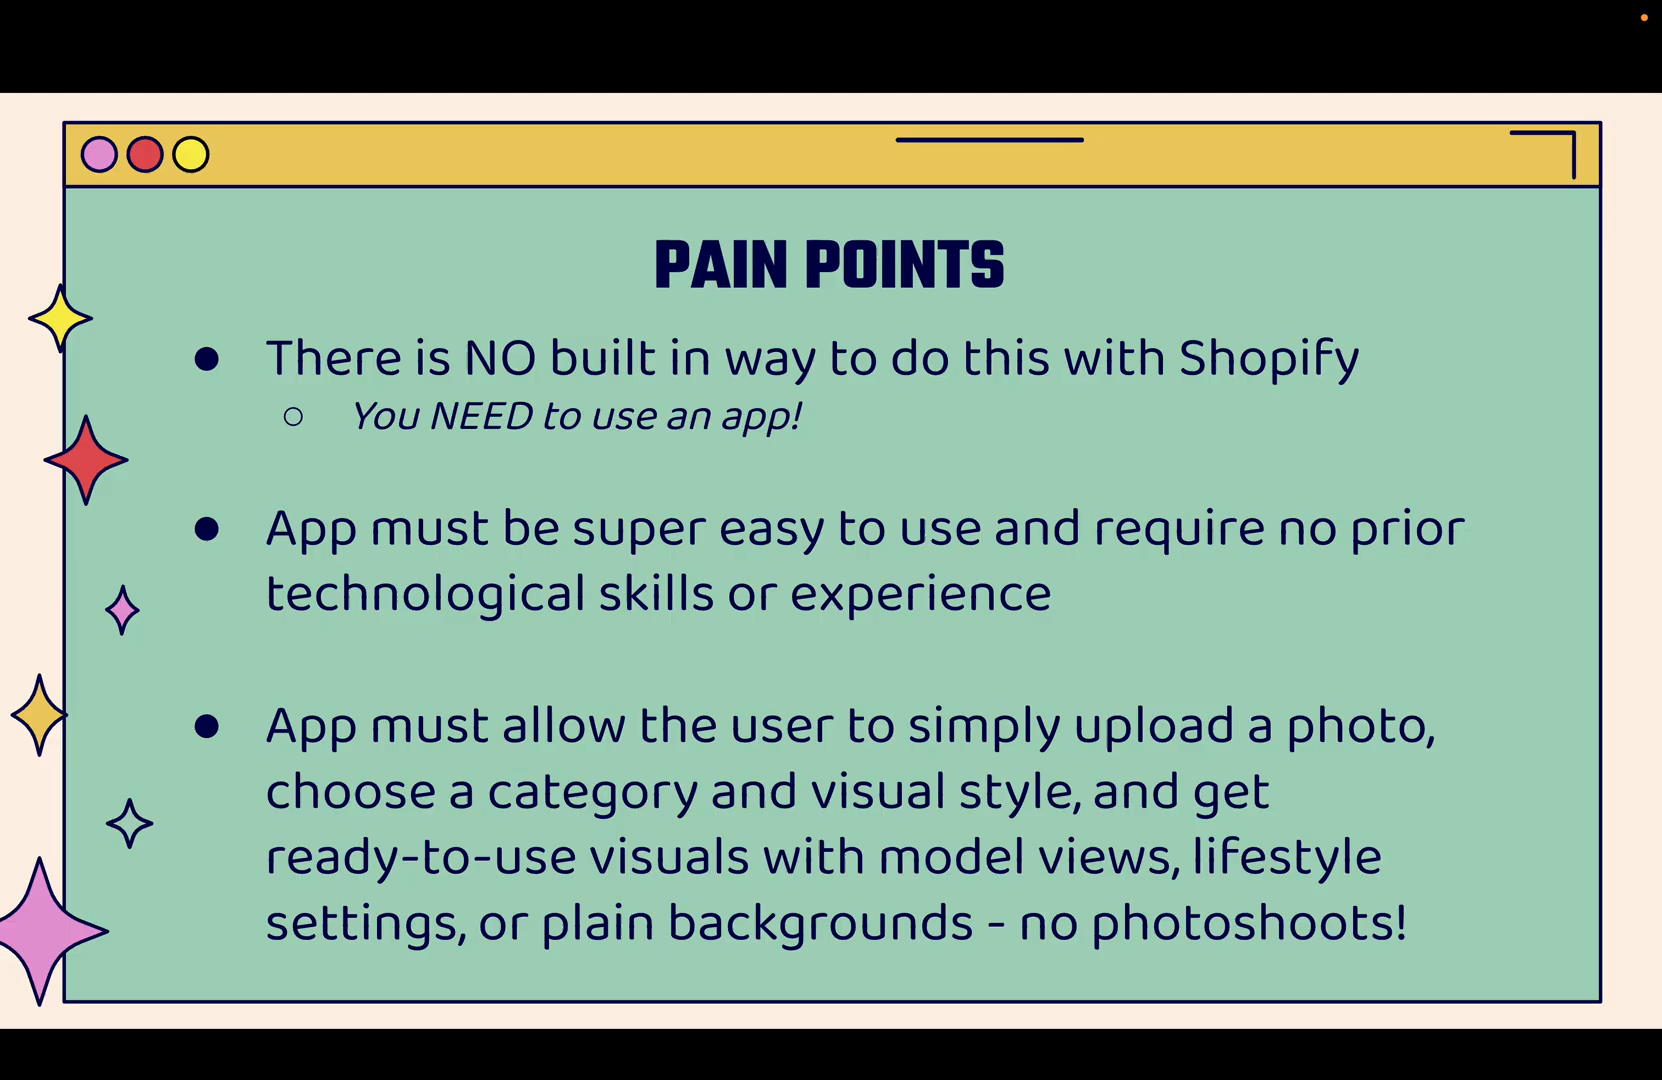 PAIN POINTS
● There is NO built in way to do this with Shopify
○ You NEED to use an app!
● App must be super easy to use and require no prior
technological skills or experience
● App must allow the user to simply upload a photo,
choose a category and visual style, and get
ready-to-use visuals with model views, lifestyle
settings, or plain backgrounds - no photoshoots!